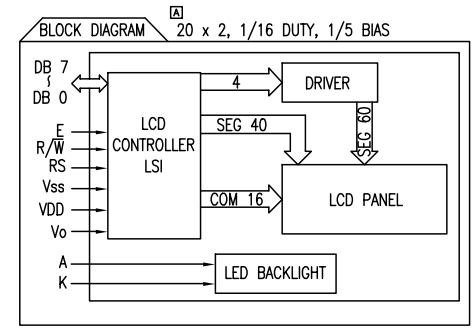 A
BLOCK DIAGRAM 20 x 2, 1/16 DUTY, 1/5 BIAS
DB 7
∫
DB 0
E
R/W̅
RS
Vss
VDD
Vo
A
K
LCD
CONTROLLER
LSI
4
DRIVER
SEG 40
SEG 60
COM 16
LCD PANEL
LED BACKLIGHT